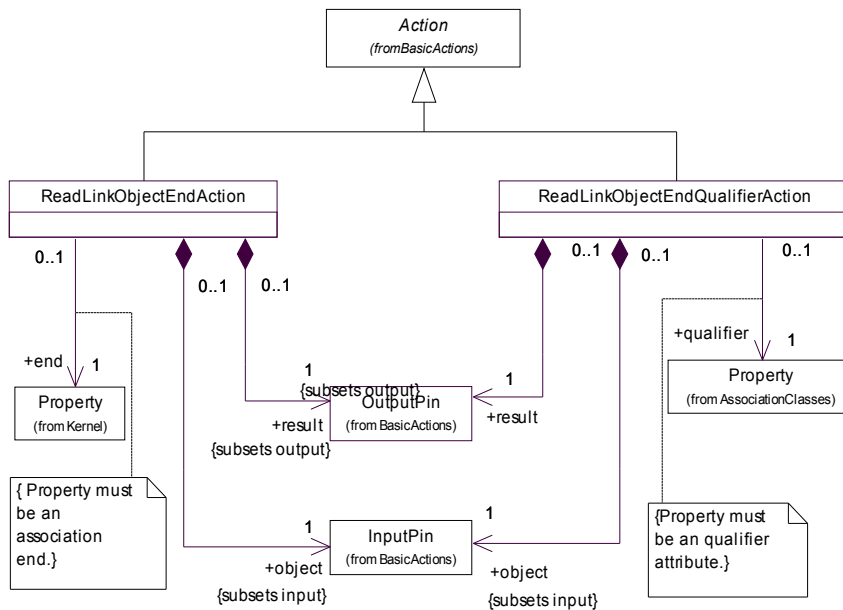 Action
(fromBasicActions)
ReadLinkObjectEndAction
ReadLinkObjectEndQualifierAction
0..1
0..1
0..1
0..1
0..1
0..1
+end
1
Property
(from Kernel)
+qualifier
1
Property
(from AssociationClasses)
1
{subsets output}
1
OutputPin
(from BasicActions)
+result
{subsets output}
+result
{ Property must
be an
association
end.}
{Property must
be an qualifier
attribute.}
1
InputPin
(from BasicActions)
1
+object
{subsets input}
+object
{subsets input}